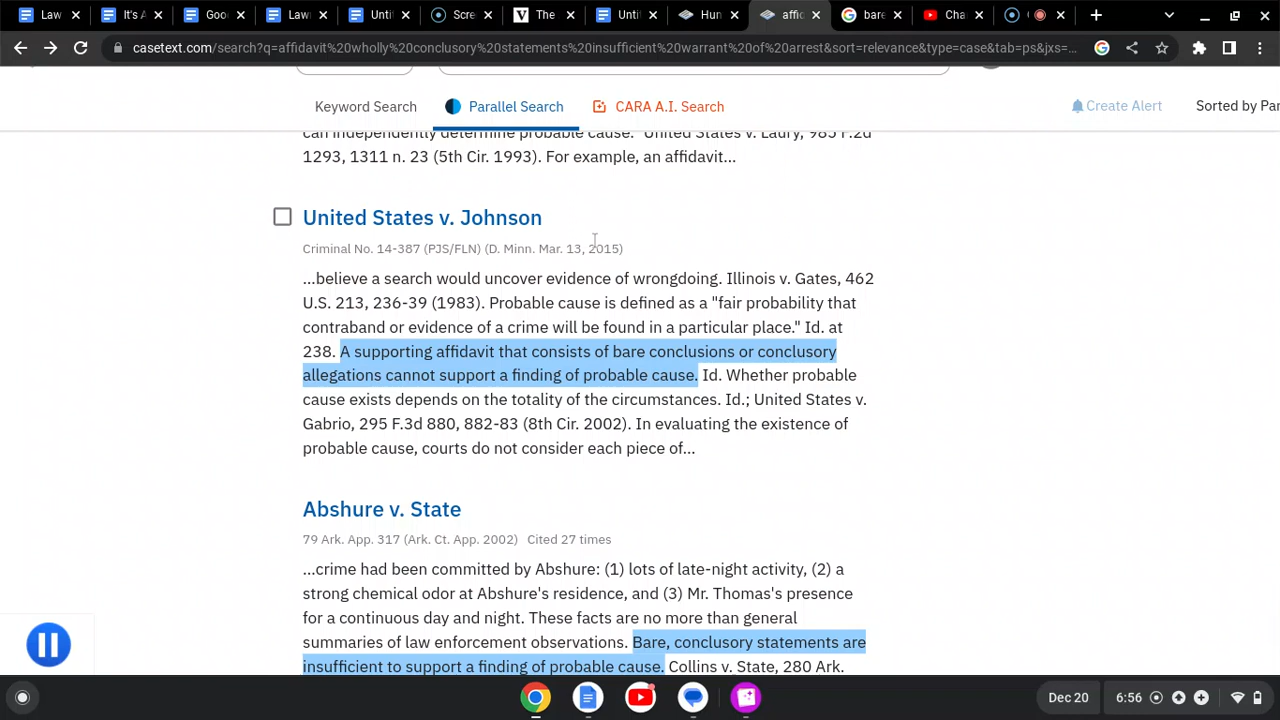 Law
It's A
Goo
Law
Unti
Scre
The
Unti
Hun
affic
bare
Cha
casetext.com/search?q=affidavit%20wholly%20conclusory%20statements%20insufficient%20warrant%20of%20arrest&sort=relevance&type=case&tab=ps&jxs=...
Keyword Search
Parallel Search
CARA A.I. Search
Create Alert
Sorted by Par
can independently determine probable cause." United States v. Laury, 985 F.2d
1293, 1311 n. 23 (5th Cir. 1993). For example, an affidavit...
United States v. Johnson
Criminal No. 14-387 (PJS/FLN) (D. Minn. Mar. 13, 2015)
...believe a search would uncover evidence of wrongdoing. Illinois v. Gates, 462
U.S. 213, 236-39 (1983). Probable cause is defined as a "fair probability that
contraband or evidence of a crime will be found in a particular place." Id. at
238. A supporting affidavit that consists of bare conclusions or conclusory
allegations cannot support a finding of probable cause. Id. Whether probable
cause exists depends on the totality of the circumstances. Id.; United States v.
Gabrio, 295 F.3d 880, 882-83 (8th Cir. 2002). In evaluating the existence of
probable cause, courts do not consider each piece of...
Abshure v. State
79 Ark. App. 317 (Ark. Ct. App. 2002) Cited 27 times
...crime had been committed by Abshure: (1) lots of late-night activity, (2) a
strong chemical odor at Abshure's residence, and (3) Mr. Thomas's presence
for a continuous day and night. These facts are no more than general
summaries of law enforcement observations. Bare, conclusory statements are
insufficient to support a finding of probable cause. Collins v. State, 280 Ark.
Dec 20
6:56